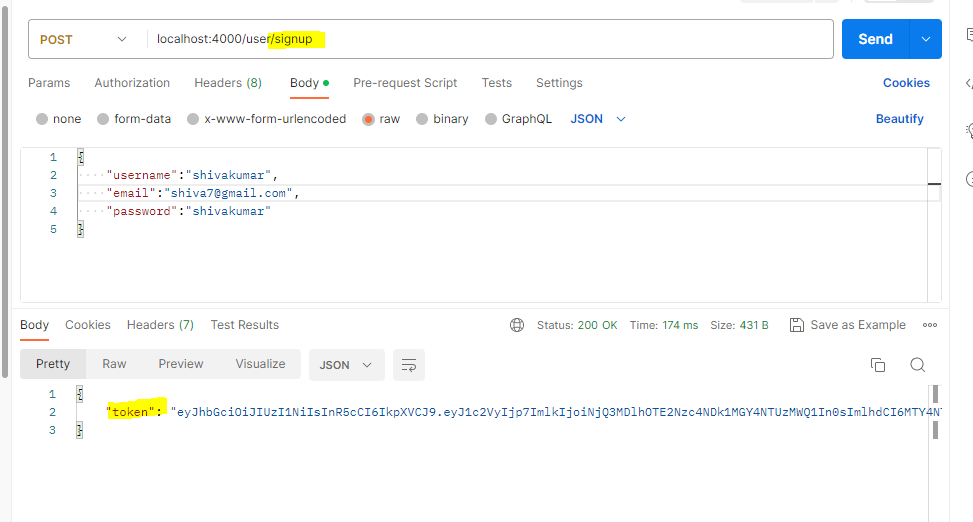 POST localhost:4000/user/signup Send
Params Authorization Headers (8) Body Pre-request Script Tests Settings Cookies
none form-data x-www-form-urlencoded raw binary GraphQL JSON Beautify
1 {
2 "username":"shivakumar",
3 "email":"shiva7@gmail.com",
4 "password":"shivakumar"
5 }
Body Cookies Headers (7) Test Results Status: 200 OK Time: 174 ms Size: 431 B Save as Example
Pretty Raw Preview Visualize JSON
1 {
2 "token": "eyJhbGciOiJIUzI1NiIsInR5cCI6IkpXVCJ9.eyJ1c2VyIjp7ImlkIjoiNjQ3MDlhOTE2Nzc4NDk1MGY4NTUzMWQ1In0sImlhdCI6MTY4N
3 }